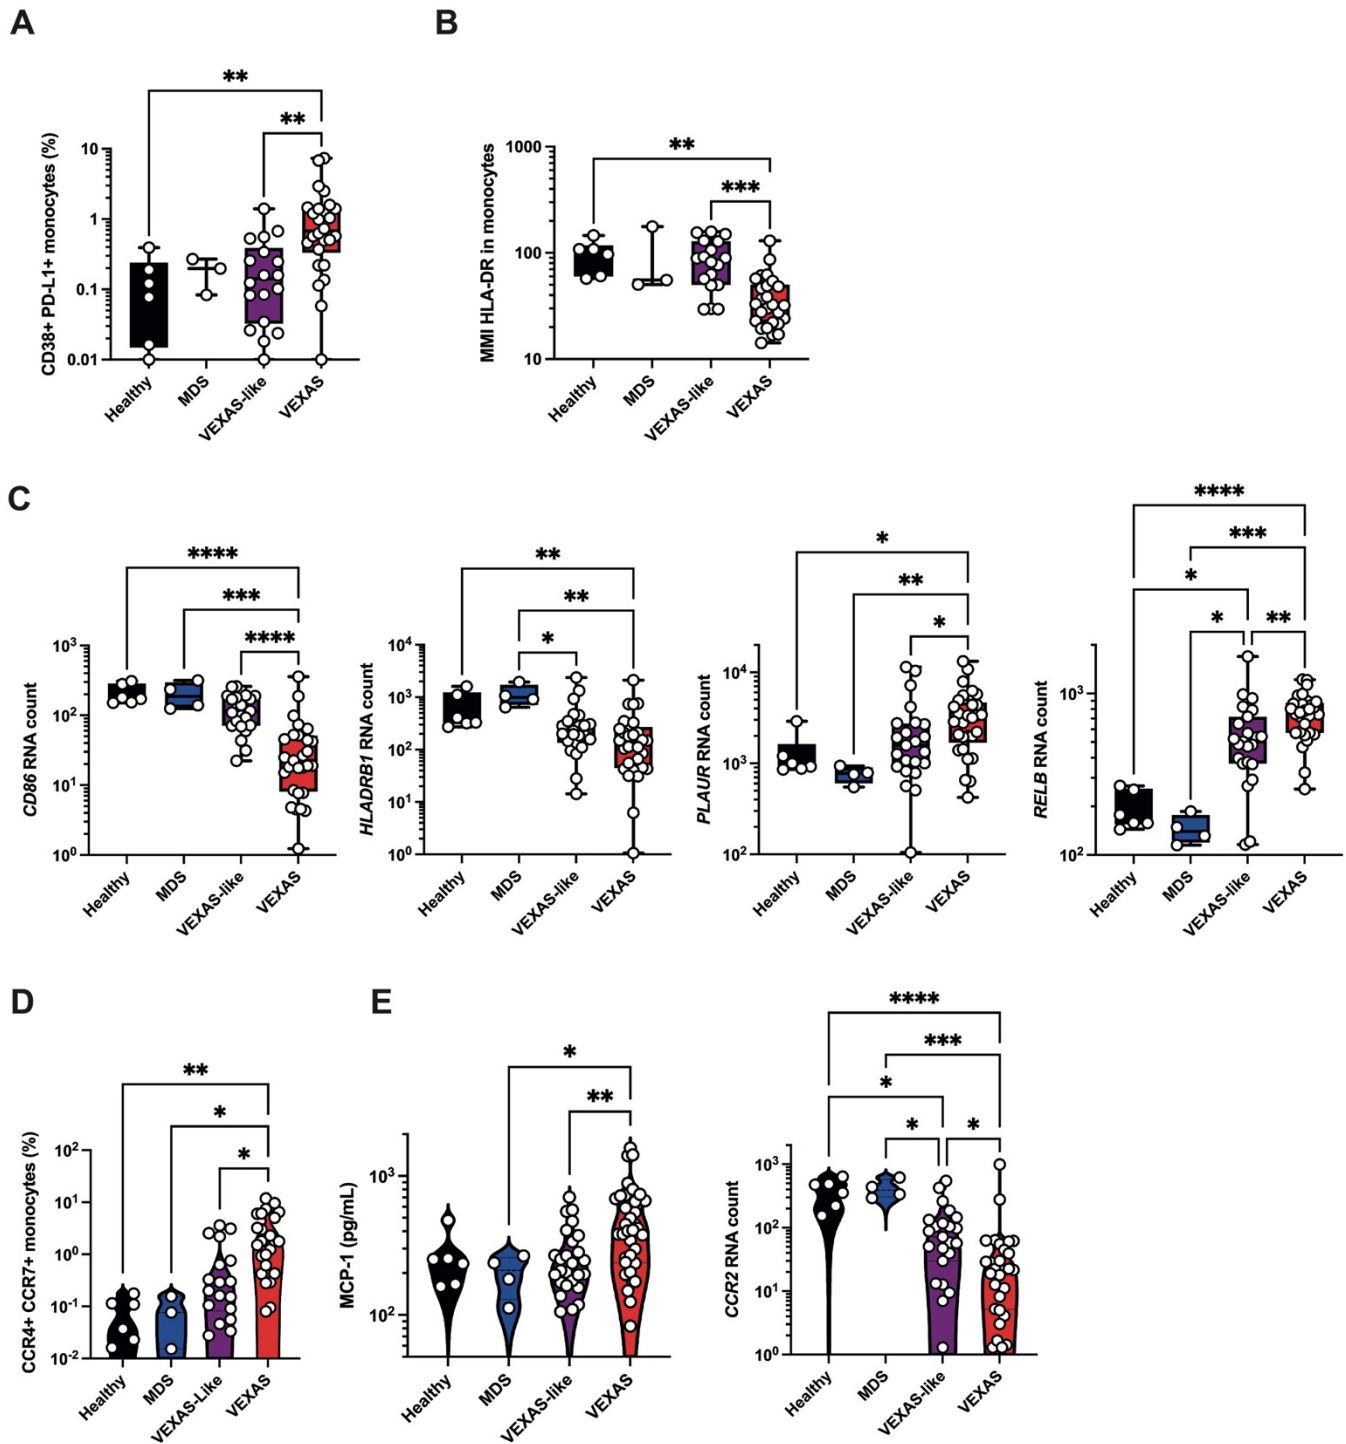 A
B
**
**
CD38+ PD-L1+ monocytes (%)
10
1
0.1
0.01
Healthy
MDS
VEXAS-like
VEXAS
**
***
MMI HLA-DR in monocytes
1000
100
10
Healthy
MDS
VEXAS-like
VEXAS
C
****
***
****
CD86 RNA count
10³
10²
10¹
10⁰
Healthy
MDS
VEXAS-like
VEXAS
**
**
*
HLADRB1 RNA count
10⁴
10³
10²
10¹
10⁰
Healthy
MDS
VEXAS-like
VEXAS
*
**
*
PLAUR RNA count
10⁴
10³
10²
Healthy
MDS
VEXAS-like
VEXAS
****
***
*
*
**
RELB RNA count
10³
10²
Healthy
MDS
VEXAS-like
VEXAS
D
**
*
*
CCR4+ CCR7+ monocytes (%)
10²
10¹
10⁰
10⁻¹
10⁻²
Healthy
MDS
VEXAS-Like
VEXAS
E
*
**
MCP-1 (pg/mL)
10³
10²
Healthy
MDS
VEXAS-like
VEXAS
****
***
*
*
*
CCR2 RNA count
10³
10²
10¹
10⁰
Healthy
MDS
VEXAS-like
VEXAS